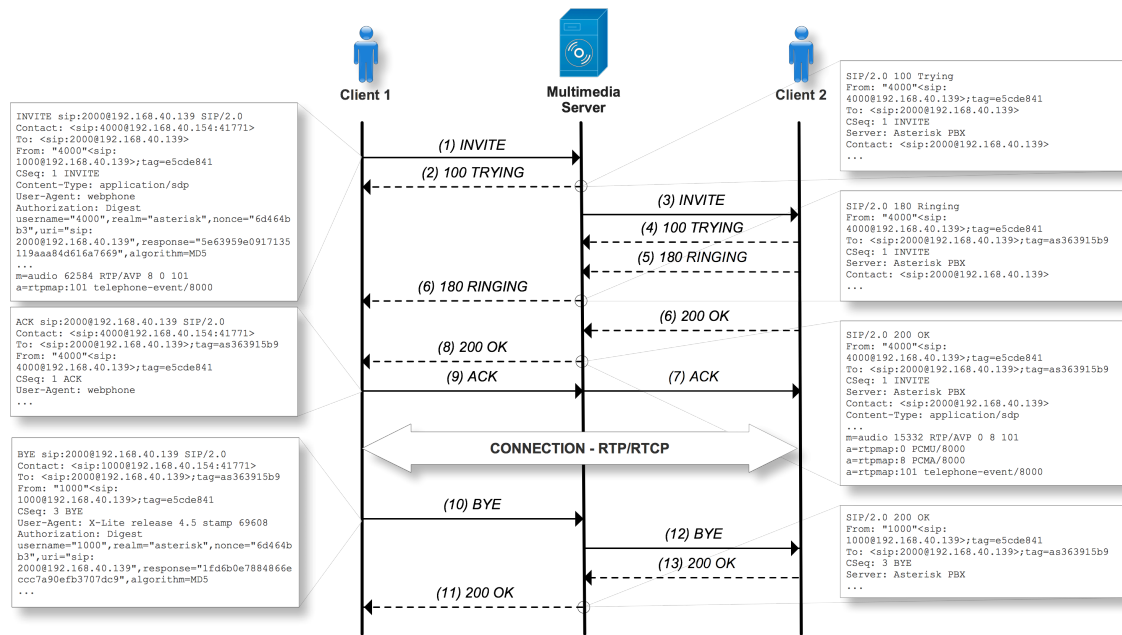 Client 1
Multimedia
Server
Client 2
INVITE sip:2000@192.168.40.139 SIP/2.0
Contact: <sip:4000@192.168.40.154:41771>
To: <sip:2000@192.168.40.139>
From: "4000"<sip:
1000@192.168.40.139>;tag=e5cde841
CSeq: 1 INVITE
Content-Type: application/sdp
User-Agent: webphone
Authorization: Digest
username="4000",realm="asterisk",nonce="6d464b
b3",uri="sip:
2000@192.168.40.139",response="5e63959e0917135
119aaa84d616a7669",algorithm=MD5
...
m=audio 62584 RTP/AVP 8 0 101
a=rtpmap:101 telephone-event/8000
ACK sip:2000@192.168.40.139 SIP/2.0
Contact: <sip:4000@192.168.40.154:41771>
To: <sip:2000@192.168.40.139>;tag=as363915b9
From: "4000"<sip:
4000@192.168.40.139>;tag=e5cde841
CSeq: 1 ACK
User-Agent: webphone
...
BYE sip:2000@192.168.40.139 SIP/2.0
Contact: <sip:1000@192.168.40.154:41771>
To: <sip:2000@192.168.40.139>;tag=as363915b9
From: "1000"<sip:
1000@192.168.40.139>;tag=e5cde841
CSeq: 3 BYE
User-Agent: X-Lite release 4.5 stamp 69608
Authorization: Digest
username="1000",realm="asterisk",nonce="6d464b
b3",uri="sip:
2000@192.168.40.139",response="1fd6b0e7884866e
ccc7a90efb3707dc9",algorithm=MD5
...
(1) INVITE
(2) 100 TRYING
(3) INVITE
(4) 100 TRYING
(5) 180 RINGING
(6) 180 RINGING
(6) 200 OK
(8) 200 OK
(9) ACK
(7) ACK
CONNECTION - RTP/RTCP
(10) BYE
(12) BYE
(13) 200 OK
(11) 200 OK
SIP/2.0 100 Trying
From: "4000"<sip:
4000@192.168.40.139>;tag=e5cde841
To: <sip:2000@192.168.40.139>
CSeq: 1 INVITE
Server: Asterisk PBX
Contact: <sip:2000@192.168.40.139>
...
SIP/2.0 180 Ringing
From: "4000"<sip:
4000@192.168.40.139>;tag=e5cde841
To: <sip:2000@192.168.40.139>;tag=as363915b9
CSeq: 1 INVITE
Server: Asterisk PBX
Contact: <sip:2000@192.168.40.139>
...
SIP/2.0 200 OK
From: "4000"<sip:
4000@192.168.40.139>;tag=e5cde841
To: <sip:2000@192.168.40.139>;tag=as363915b9
CSeq: 1 INVITE
Server: Asterisk PBX
Contact: <sip:2000@192.168.40.139>
Content-Type: application/sdp
...
m=audio 15332 RTP/AVP 0 8 101
a=rtpmap:0 PCMU/8000
a=rtpmap:8 PCMA/8000
a=rtpmap:101 telephone-event/8000
SIP/2.0 200 OK
From: "1000"<sip:
1000@192.168.40.139>;tag=e5cde841
To: <sip:2000@192.168.40.139>;tag=as363915b9
CSeq: 3 BYE
Server: Asterisk PBX
...